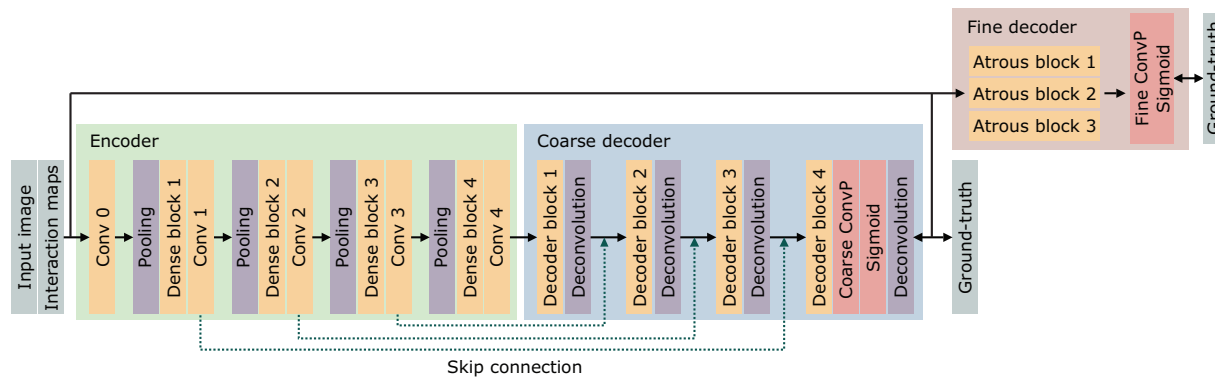 Fine decoder
Atrous block 1
Atrous block 2
Atrous block 3
Fine ConvP
Sigmoid
Ground-truth
Encoder
Coarse decoder
Input image
Interaction maps
Conv 0
Pooling
Dense block 1
Conv 1
Pooling
Dense block 2
Conv 2
Pooling
Dense block 3
Conv 3
Pooling
Dense block 4
Conv 4
Decoder block 1
Deconvolution
Decoder block 2
Deconvolution
Decoder block 3
Deconvolution
Decoder block 4
Coarse ConvP
Sigmoid
Deconvolution
Ground-truth
Skip connection